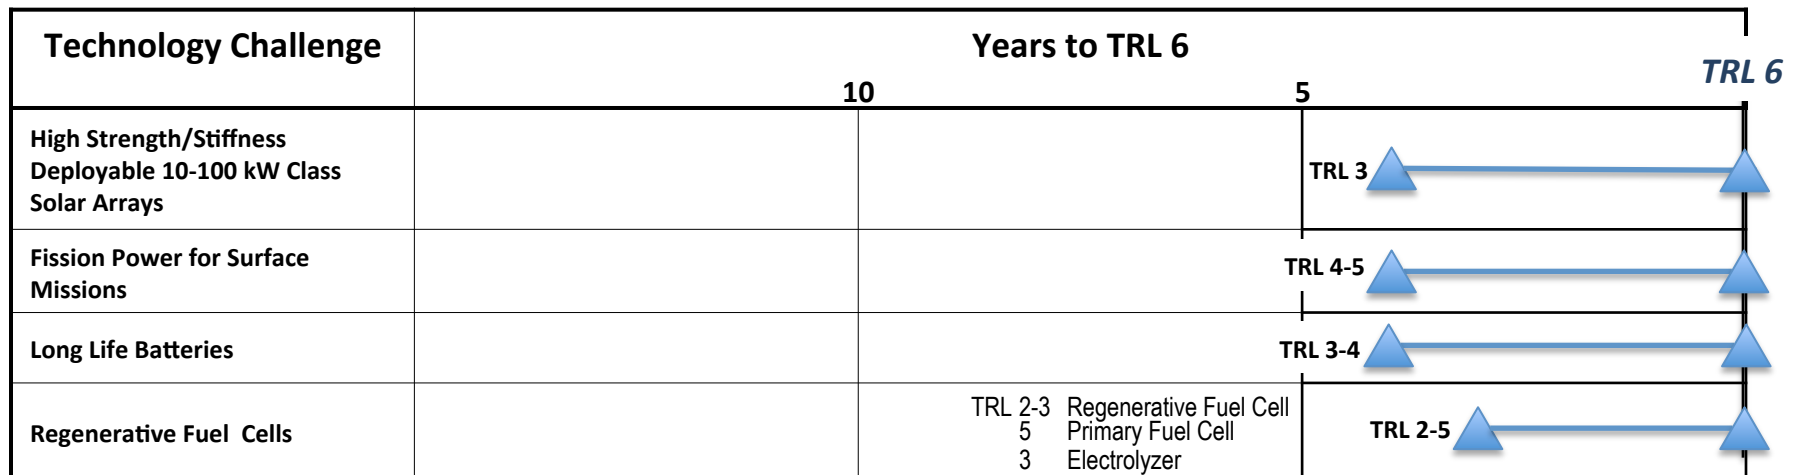 Technology Challenge
Years to TRL 6
TRL 6
10
5
High Strength/Stiffness
Deployable 10-100 kW Class
Solar Arrays
TRL 3
Fission Power for Surface
Missions
TRL 4-5
Long Life Batteries
TRL 3-4
Regenerative Fuel Cells
TRL 2-3 Regenerative Fuel Cell
5 Primary Fuel Cell
3 Electrolyzer
TRL 2-5